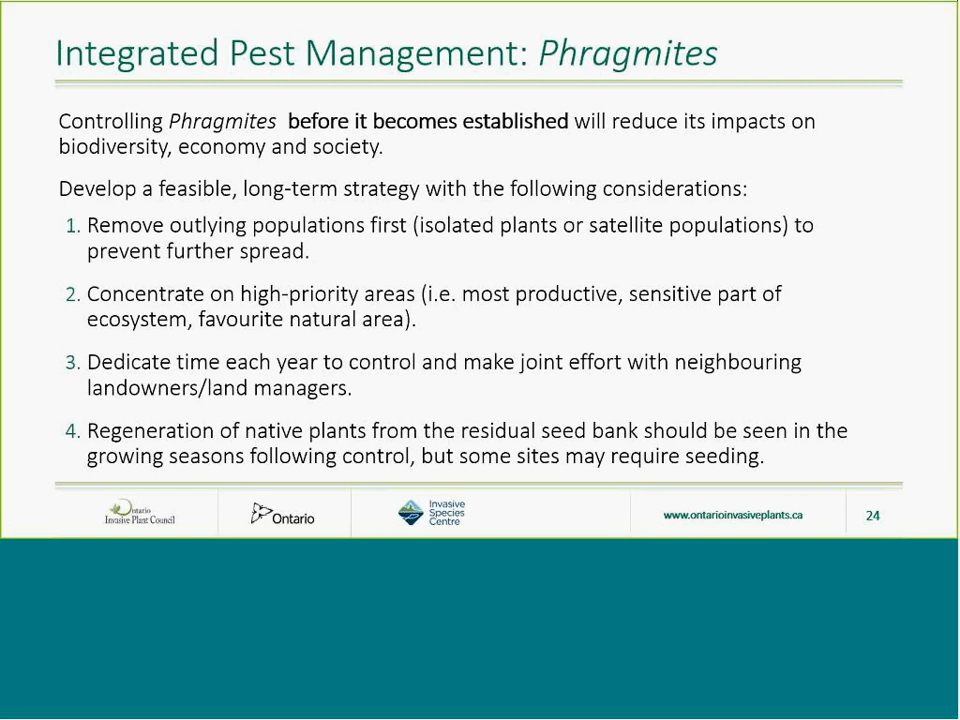 Integrated Pest Management: Phragmites
Controlling Phragmites before it becomes established will reduce its impacts on
biodiversity, economy and society.
Develop a feasible, long-term strategy with the following considerations:
1. Remove outlying populations first (isolated plants or satellite populations) to
prevent further spread.
2. Concentrate on high-priority areas (i.e. most productive, sensitive part of
ecosystem, favourite natural area).
3. Dedicate time each year to control and make joint effort with neighbouring
landowners/land managers.
4. Regeneration of native plants from the residual seed bank should be seen in the
growing seasons following control, but some sites may require seeding.
Ontario
Invasive Plant Council
Ontario
Invasive
Species
Centre
www.ontarioinvasiveplants.ca
24